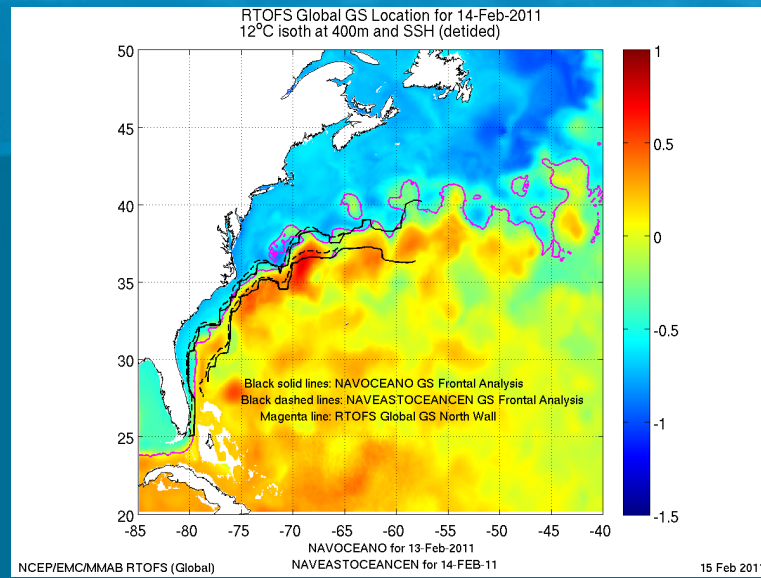 RTOFS Global GS Location for 14-Feb-2011
12°C isoth at 400m and SSH (detided)
50
45
40
35
30
25
20
-85 -80 -75 -70 -65 -60 -55 -50 -45 -40
1
0.5
0
-0.5
-1
-1.5
Black solid lines: NAVOCEANO GS Frontal Analysis
Black dashed lines: NAVEASTOCEANCEN GS Frontal Analysis
Magenta line: RTOFS Global GS North Wall
NAVOCEANO for 13-Feb-2011
NAVEASTOCEANCEN for 14-FEB-11
NCEP/EMC/MMAB RTOFS (Global)
15 Feb 2011